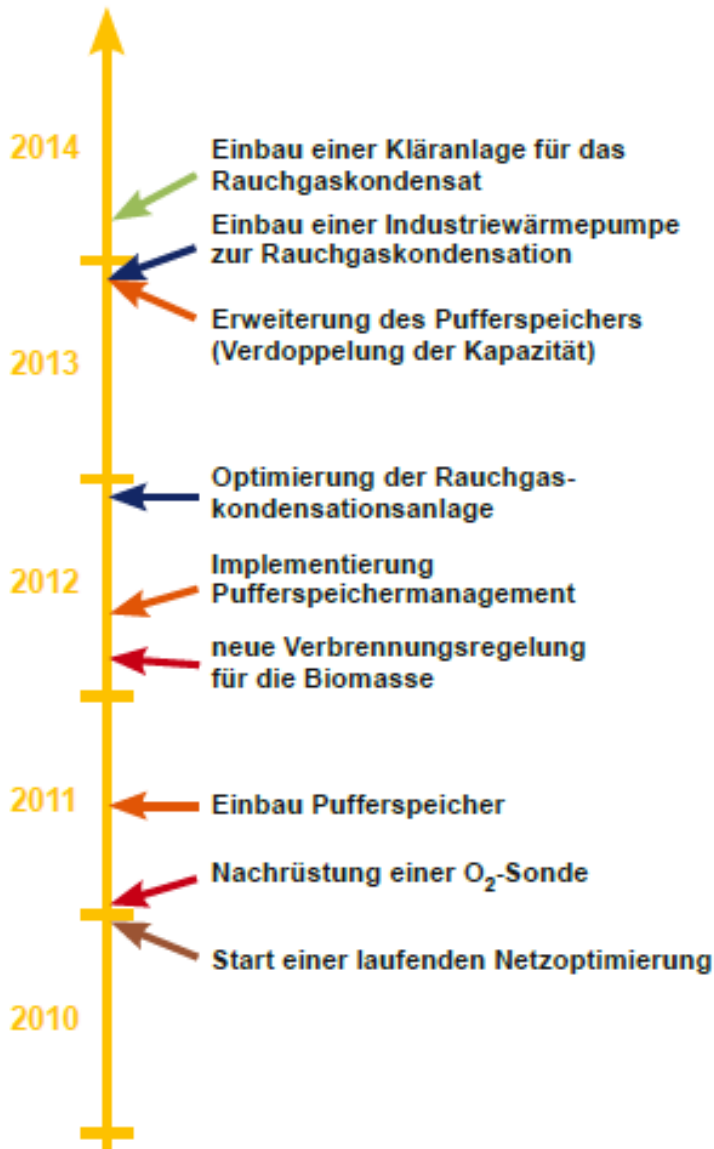 2014
Einbau einer Kläranlage für das
Rauchgaskondensat
Einbau einer Industriewärmepumpe
zur Rauchgaskondensation
Erweiterung des Pufferspeichers
(Verdoppelung der Kapazität)
2013
Optimierung der Rauchgas-
kondensationsanlage
Implementierung
Pufferspeichermanagement
2012
neue Verbrennungsregelung
für die Biomasse
2011
Einbau Pufferspeicher
Nachrüstung einer O₂-Sonde
Start einer laufenden Netzoptimierung
2010